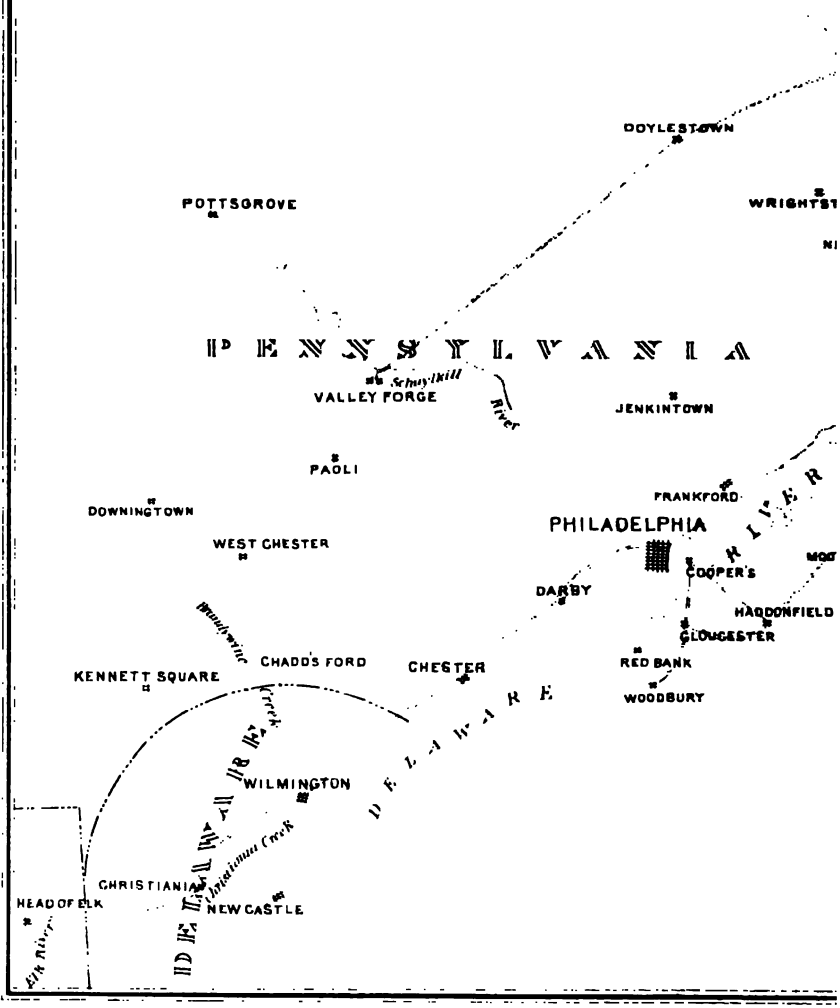 DOYLESTOWN
POTTSGROVE
WRIGHTST
PENNSYLVANIA
Schuylkill
River
VALLEY FORGE
JENKINTOWN
PAOLI
RIVER
FRANKFORD
DOWNINGTOWN
PHILADELPHIA
WEST CHESTER
COOPER'S
DARBY
HADDONFIELD
Brandywine
GLOUCESTER
CHADD'S FORD
CHESTER
RED BANK
KENNETT SQUARE
WOODBURY
Creek
DELAWARE
DELAWARE
WILMINGTON
Christiana Creek
CHRISTIANIA
HEAD OF ELK
NEW CASTLE
Elk River